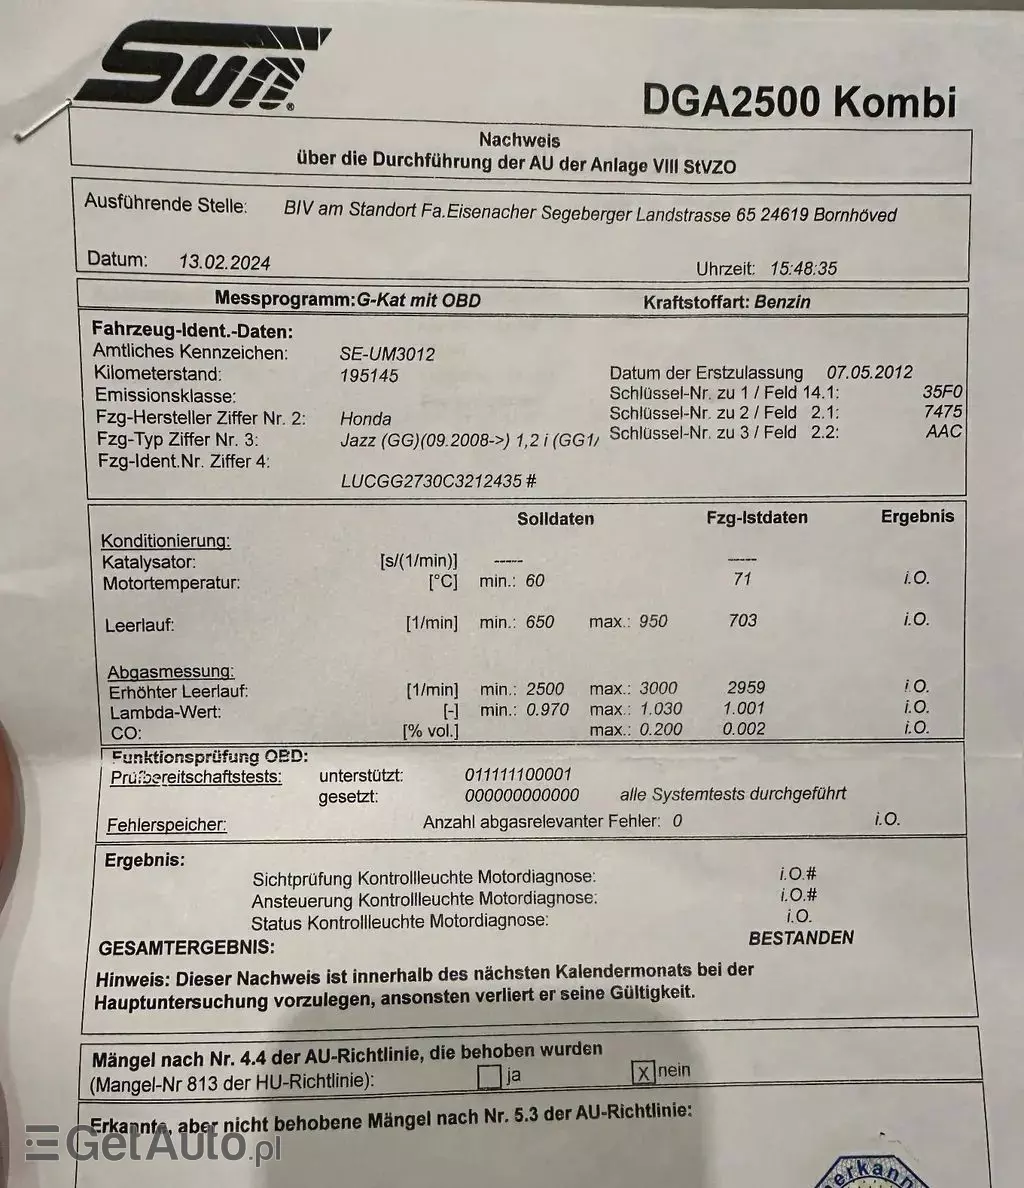 Sun®
DGA2500 Kombi
Nachweis
über die Durchführung der AU der Anlage VIII StVZO
Ausführende Stelle: BIV am Standort Fa.Eisenacher Segeberger Landstrasse 65 24619 Bornhöved
Datum: 13.02.2024 Uhrzeit: 15:48:35
Messprogramm:G-Kat mit OBD Kraftstoffart: Benzin
Fahrzeug-Ident.-Daten:
Amtliches Kennzeichen: SE-UM3012
Kilometerstand: 195145 Datum der Erstzulassung 07.05.2012
Emissionsklasse: Schlüssel-Nr. zu 1 / Feld 14.1: 35F0
Fzg-Hersteller Ziffer Nr. 2: Honda Schlüssel-Nr. zu 2 / Feld 2.1: 7475
Fzg-Typ Ziffer Nr. 3: Jazz (GG)(09.2008->) 1,2 i (GG1/ Schlüssel-Nr. zu 3 / Feld 2.2: AAC
Fzg-Ident.Nr. Ziffer 4:
LUCGG2730C3212435 #
Solldaten Fzg-Istdaten Ergebnis
Konditionierung:
Katalysator: [s/(1/min)] ----- -----
Motortemperatur: [°C] min.: 60 71 i.O.
Leerlauf: [1/min] min.: 650 max.: 950 703 i.O.
Abgasmessung:
Erhöhter Leerlauf: [1/min] min.: 2500 max.: 3000 2959 i.O.
Lambda-Wert: [-] min.: 0.970 max.: 1.030 1.001 i.O.
CO: [% vol.] max.: 0.200 0.002 i.O.
Funktionsprüfung OBD:
Prüfbereitschaftstests: unterstützt: 011111100001
gesetzt: 000000000000 alle Systemtests durchgeführt
Fehlerspeicher: Anzahl abgasrelevanter Fehler: 0 i.O.
Ergebnis:
Sichtprüfung Kontrollleuchte Motordiagnose: i.O.#
Ansteuerung Kontrollleuchte Motordiagnose: i.O.#
Status Kontrollleuchte Motordiagnose: i.O.
GESAMTERGEBNIS: BESTANDEN
Hinweis: Dieser Nachweis ist innerhalb des nächsten Kalendermonats bei der
Hauptuntersuchung vorzulegen, ansonsten verliert er seine Gültigkeit.
Mängel nach Nr. 4.4 der AU-Richtlinie, die behoben wurden
(Mangel-Nr 813 der HU-Richtlinie): ja X nein
Erkannte, aber nicht behobene Mängel nach Nr. 5.3 der AU-Richtlinie:
GetAuto.pl